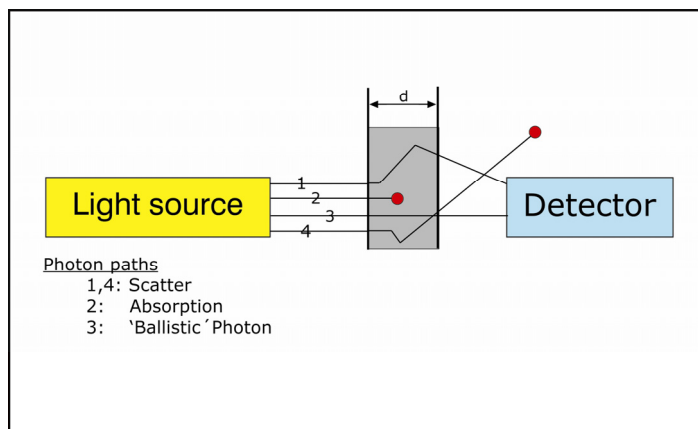 d
1
2
3
4
Light source
Detector
Photon paths
1,4: Scatter
2: Absorption
3: ‵Ballistic´Photon